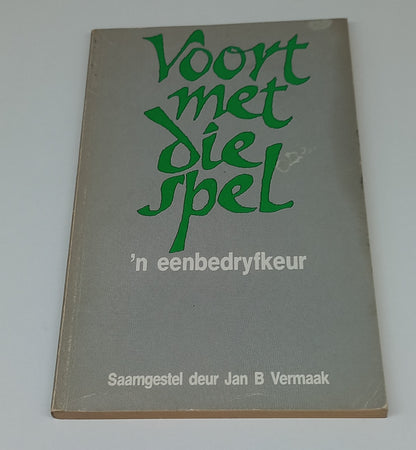 Voort
met
die
spel
'n eenbedryfkeur
Saamgestel deur Jan B Vermaak